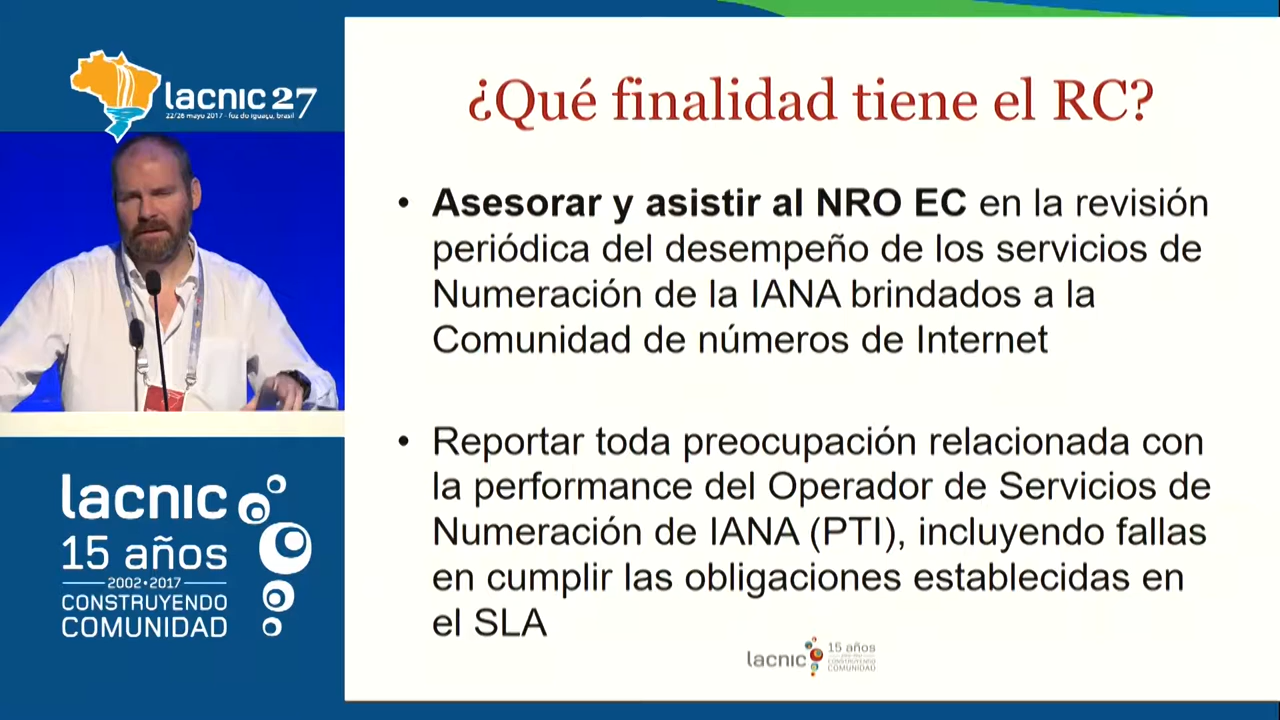 lacnic 27
22/26 mayo 2017 - foz do iguaçu, brasil
lacnic
15 años
2002•2017
CONSTRUYENDO
COMUNIDAD
¿Qué finalidad tiene el RC?
• Asesorar y asistir al NRO EC en la revisión
periódica del desempeño de los servicios de
Numeración de la IANA brindados a la
Comunidad de números de Internet
• Reportar toda preocupación relacionada con
la performance del Operador de Servicios de
Numeración de IANA (PTI), incluyendo fallas
en cumplir las obligaciones establecidas en
el SLA
lacnic
15 años
CONSTRUYENDO
COMUNIDAD